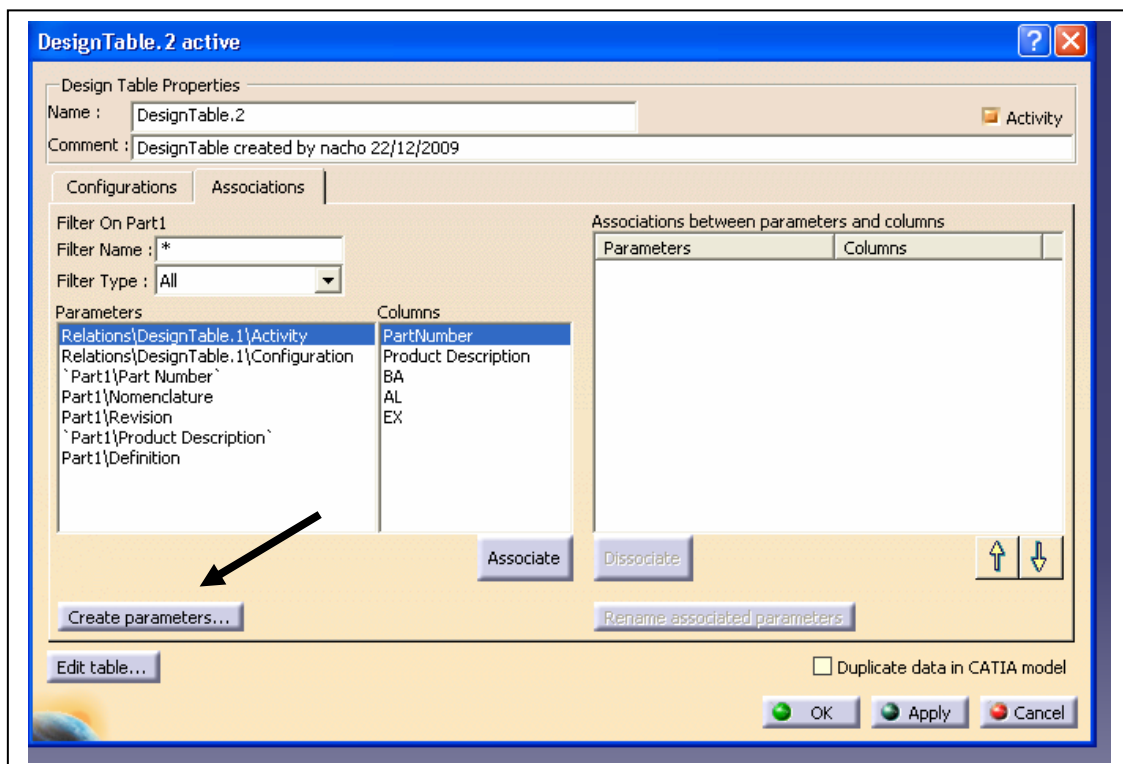 DesignTable.2 active
Design Table Properties
Name : DesignTable.2
Activity
Comment : DesignTable created by nacho 22/12/2009
Configurations Associations
Filter On Part1
Filter Name : *
Filter Type : All
Parameters
Relations\DesignTable.1\Activity
Relations\DesignTable.1\Configuration
`Part1\Part Number`
Part1\Nomenclature
Part1\Revision
`Part1\Product Description`
Part1\Definition
Columns
PartNumber
Product Description
BA
AL
EX
Associate
Create parameters...
Associations between parameters and columns
Parameters Columns
Dissociate
Rename associated parameters
Edit table...
Duplicate data in CATIA model
OK Apply Cancel